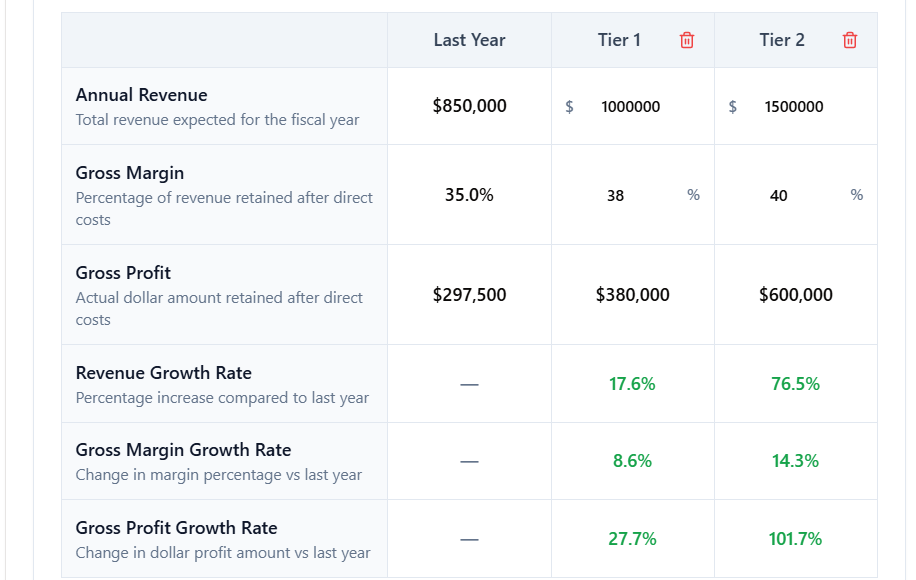 Last Year Tier 1 Tier 2
Annual Revenue
Total revenue expected for the fiscal year
$850,000 $ 1000000 $ 1500000
Gross Margin
Percentage of revenue retained after direct
costs
35.0% 38 % 40 %
Gross Profit
Actual dollar amount retained after direct
costs
$297,500 $380,000 $600,000
Revenue Growth Rate
Percentage increase compared to last year
— 17.6% 76.5%
Gross Margin Growth Rate
Change in margin percentage vs last year
— 8.6% 14.3%
Gross Profit Growth Rate
Change in dollar profit amount vs last year
— 27.7% 101.7%